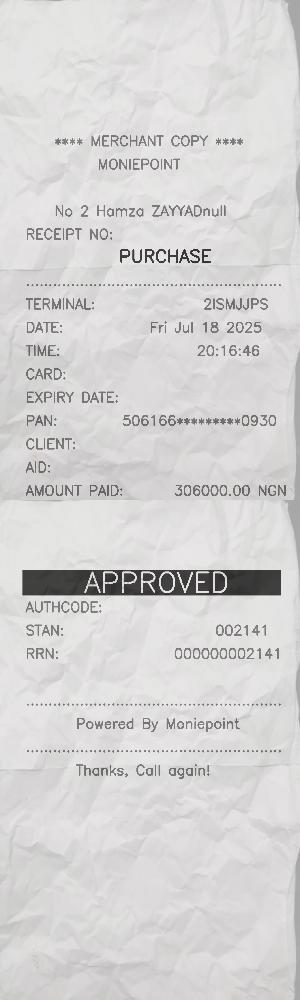 **** MERCHANT COPY ****
MONIEPOINT
No 2 Hamza ZAYYADnull
RECEIPT NO:
PURCHASE
TERMINAL: 2ISMJJPS
DATE: Fri Jul 18 2025
TIME: 20:16:46
CARD:
EXPIRY DATE:
PAN: 506166*********0930
CLIENT:
AID:
AMOUNT PAID: 306000.00 NGN
APPROVED
AUTHCODE:
STAN: 002141
RRN: 000000002141
Powered By Moniepoint
Thanks, Call again!